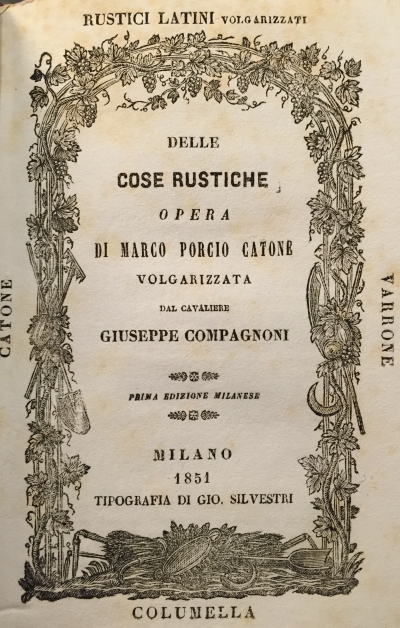 RUSTICI LATINI VOLGARIZZATI
DELLE
COSE RUSTICHE
OPERA
DI MARCO PORCIO CATONE
VOLGARIZZATA
DAL CAVALIERE
GIUSEPPE COMPAGNONI
PRIMA EDIZIONE MILANESE
MILANO
1851
TIPOGRAFIA DI GIO. SILVESTRI
CATONE
VARRONE
COLUMELLA